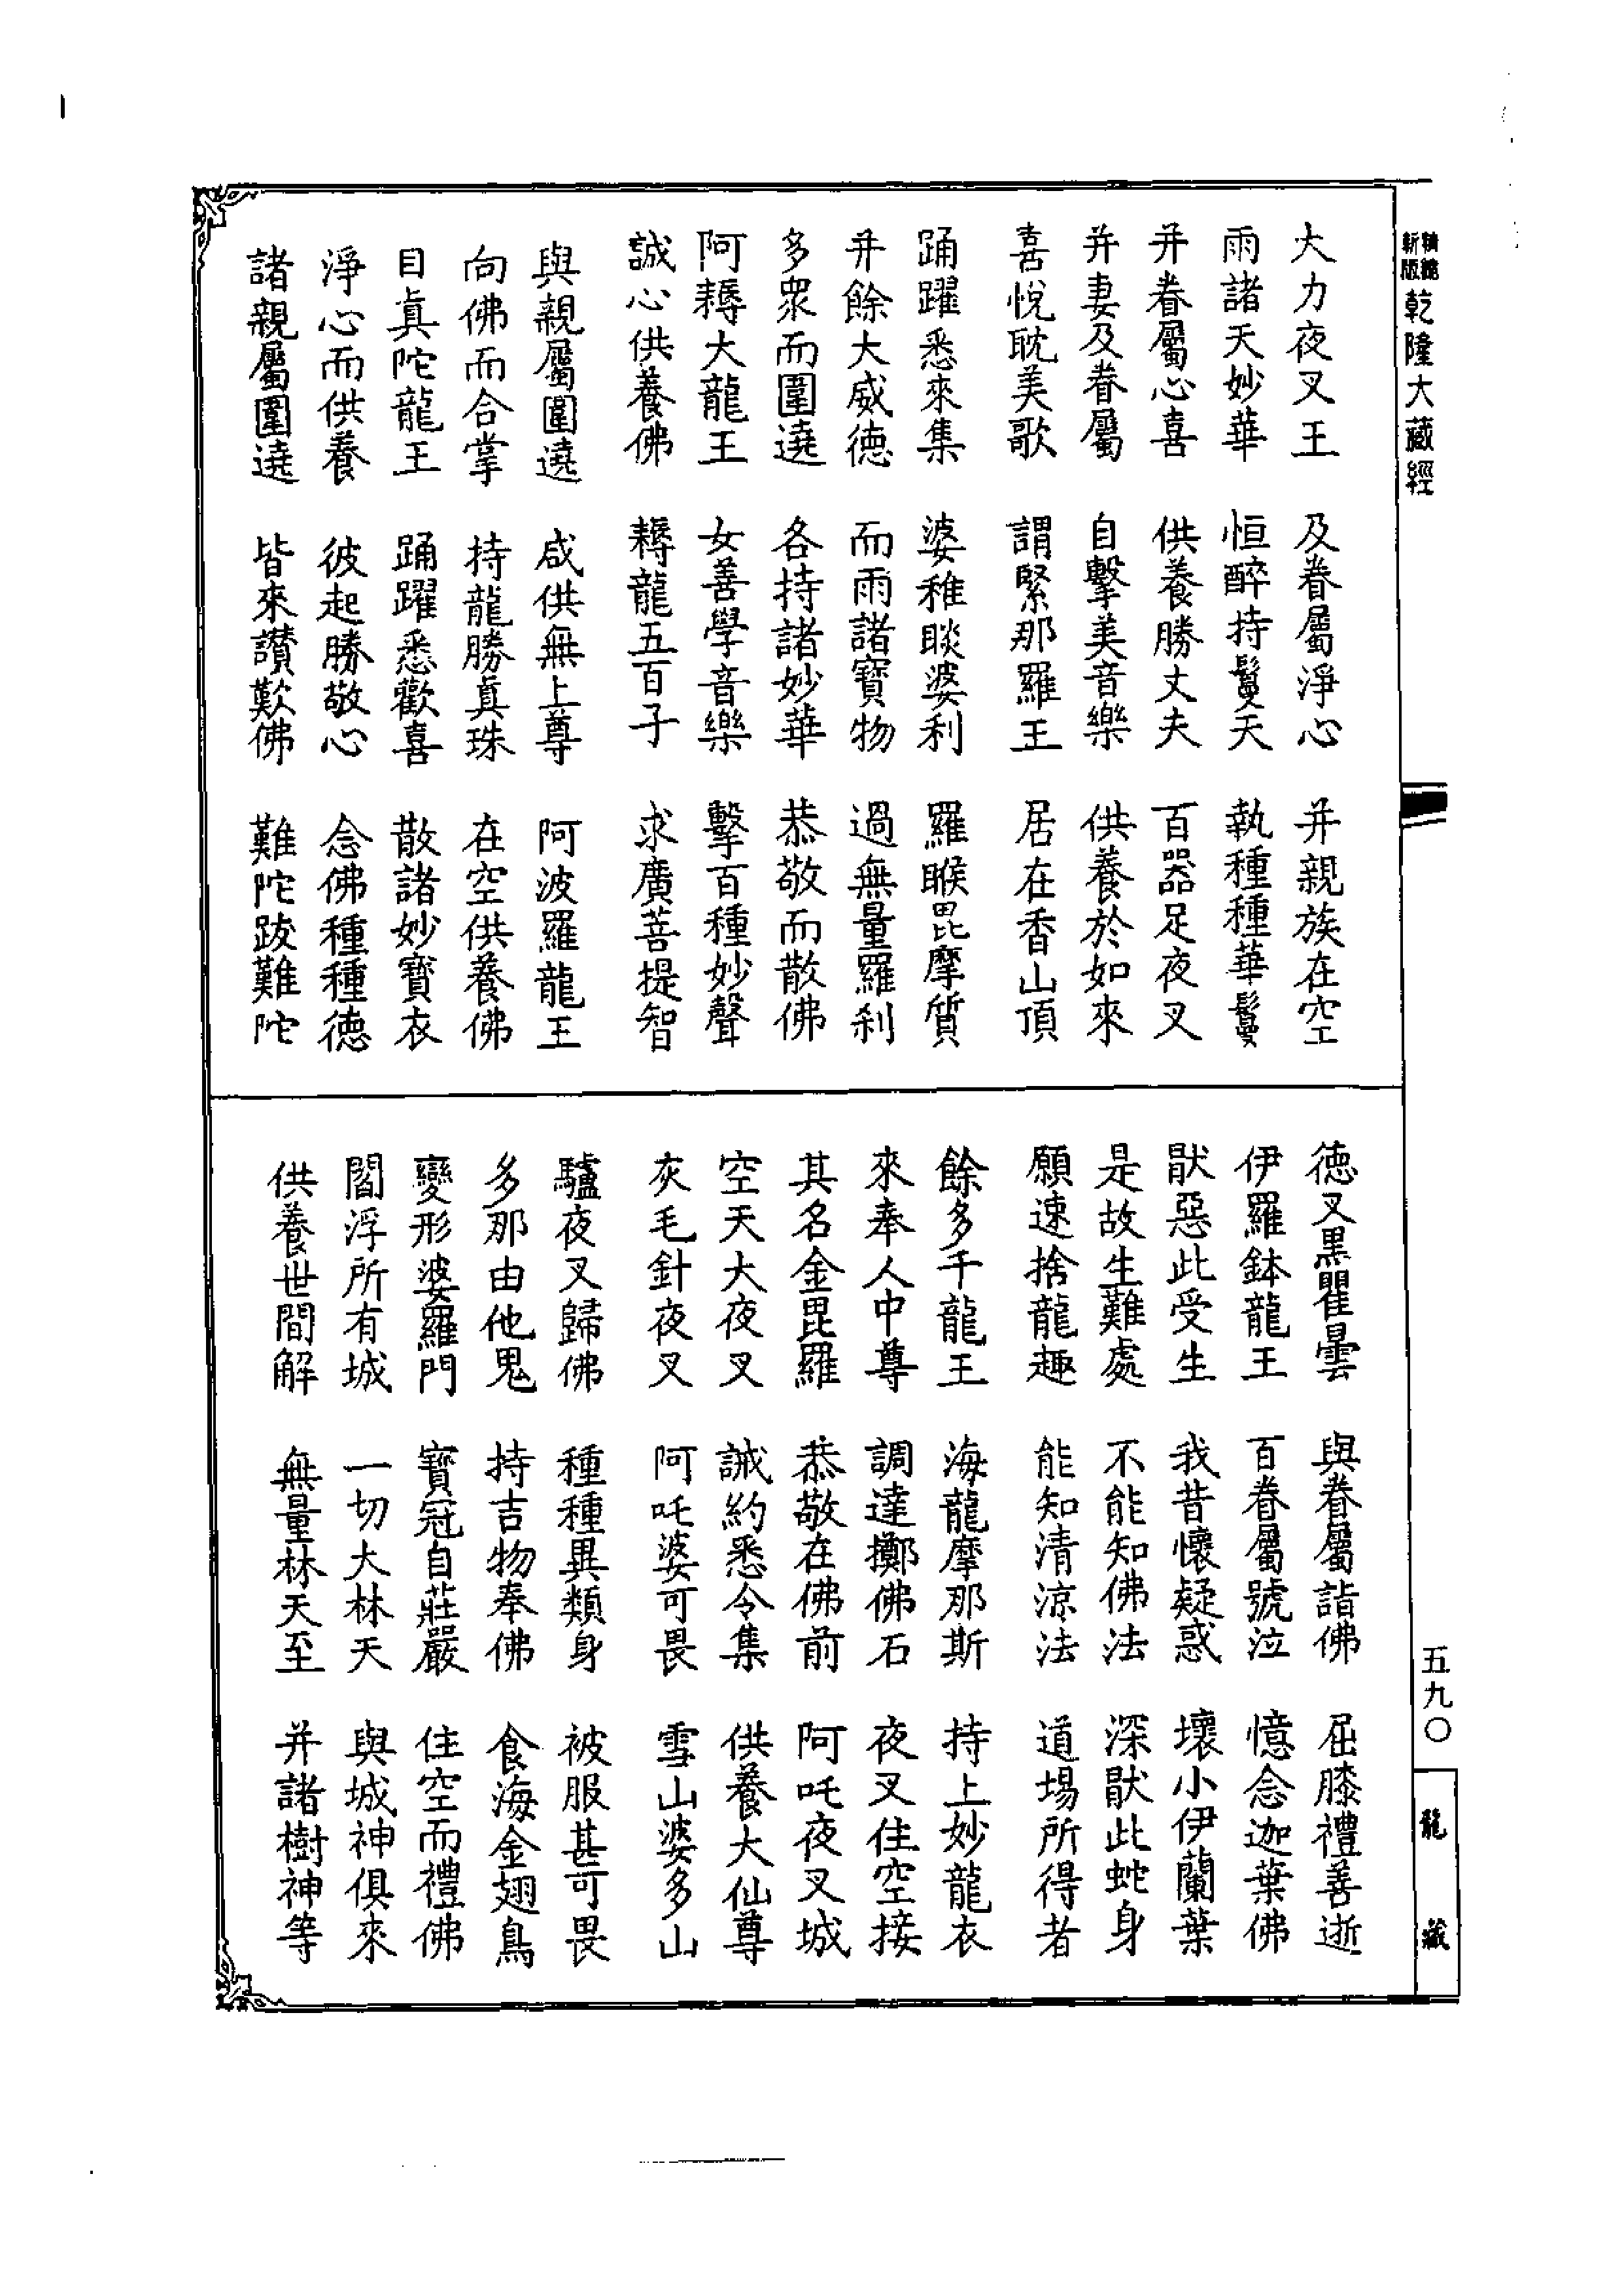 精縮新版乾隆大藏經
大力夜叉王　及眷屬淨心　并親族在空
雨諸天妙華　恒醉持鬘天　執種種華鬘
并眷屬心喜　供養勝丈夫　百器足夜叉
并妻及眷屬　自擊美音樂　供養於如來
喜悅耽美歌　謂緊那羅王　居在香山頂
踊躍悉來集　婆稚睒婆利　羅睺毘摩質
并餘大威德　而雨諸寶物　過無量羅刹
多眾而圍遶　各持諸妙華　恭敬而散佛
阿耨大龍王　女善學音樂　擊百種妙聲
誠心供養佛　耨龍五百子　求廣菩提智
與親屬圍遶　咸供無上尊　阿波羅龍王
向佛而合掌　持龍勝真珠　在空供養佛
目真陀龍王　踊躍悉歡喜　散諸妙寶衣
淨心而供養　彼起勝敬心　念佛種種德
諸親屬圍遶　皆來讚歎佛　難陀跋難陀
德叉黑瞿曇　與眷屬詣佛　屈膝禮善逝
伊羅鉢龍王　百眷屬號泣　憶念迦葉佛
猒惡此受生　我昔懷疑惑　壞小伊蘭葉
是故生難處　不能知佛法　深猒此蛇身
願速捨龍趣　能知清涼法　道場所得者
餘多千龍王　海龍摩那斯　持上妙龍衣
來奉人中尊　調達擲佛石　夜叉住空接
其名金毘羅　恭敬在佛前　阿吒夜叉城
空天大夜叉　誡約悉令集　供養大仙尊
灰毛針夜叉　阿吒婆可畏　雪山婆多山
驢夜叉歸佛　種種異類身　被服甚可畏
多那由他鬼　持吉物奉佛　食海金翅鳥
變形婆羅門　寶冠自莊嚴　住空而禮佛
閻浮所有城　一切大林天　與城神俱來
供養世間解　無量林天至　并諸樹神等
五九〇
龍藏